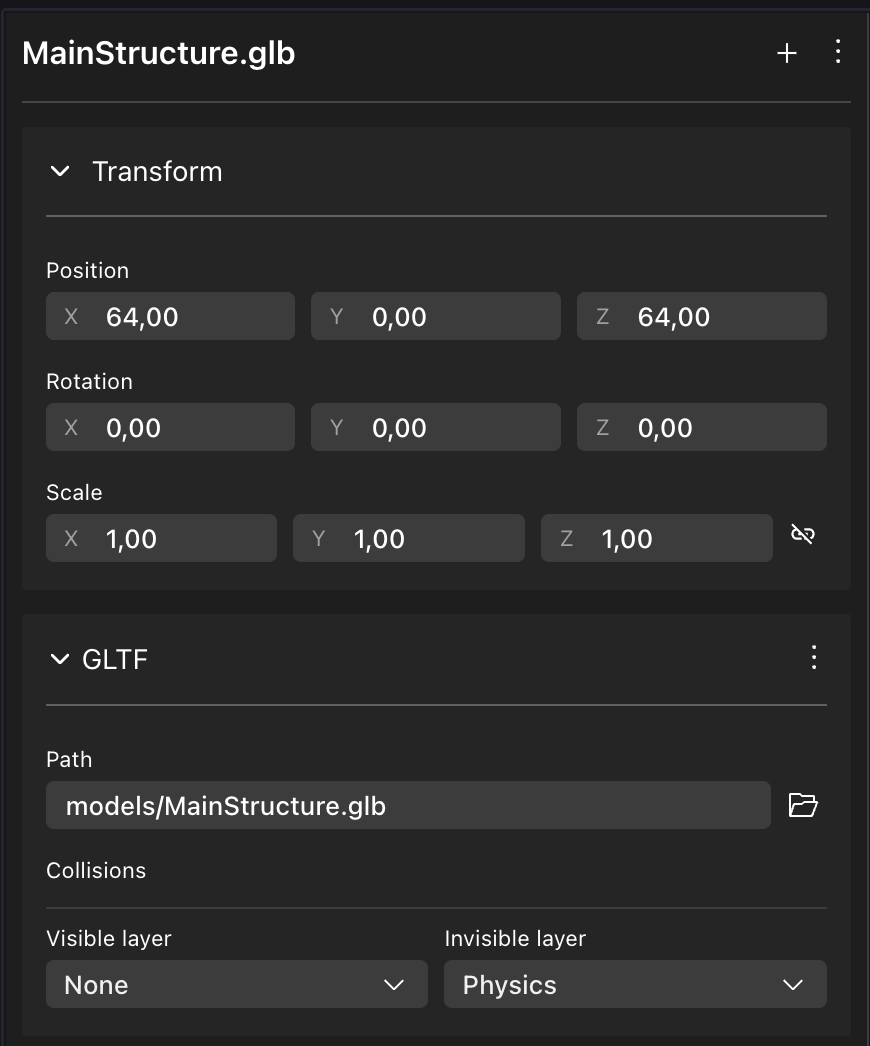 MainStructure.glb
Transform
Position
X 64,00 Y 0,00 Z 64,00
Rotation
X 0,00 Y 0,00 Z 0,00
Scale
X 1,00 Y 1,00 Z 1,00
GLTF
Path
models/MainStructure.glb
Collisions
Visible layer Invisible layer
None Physics